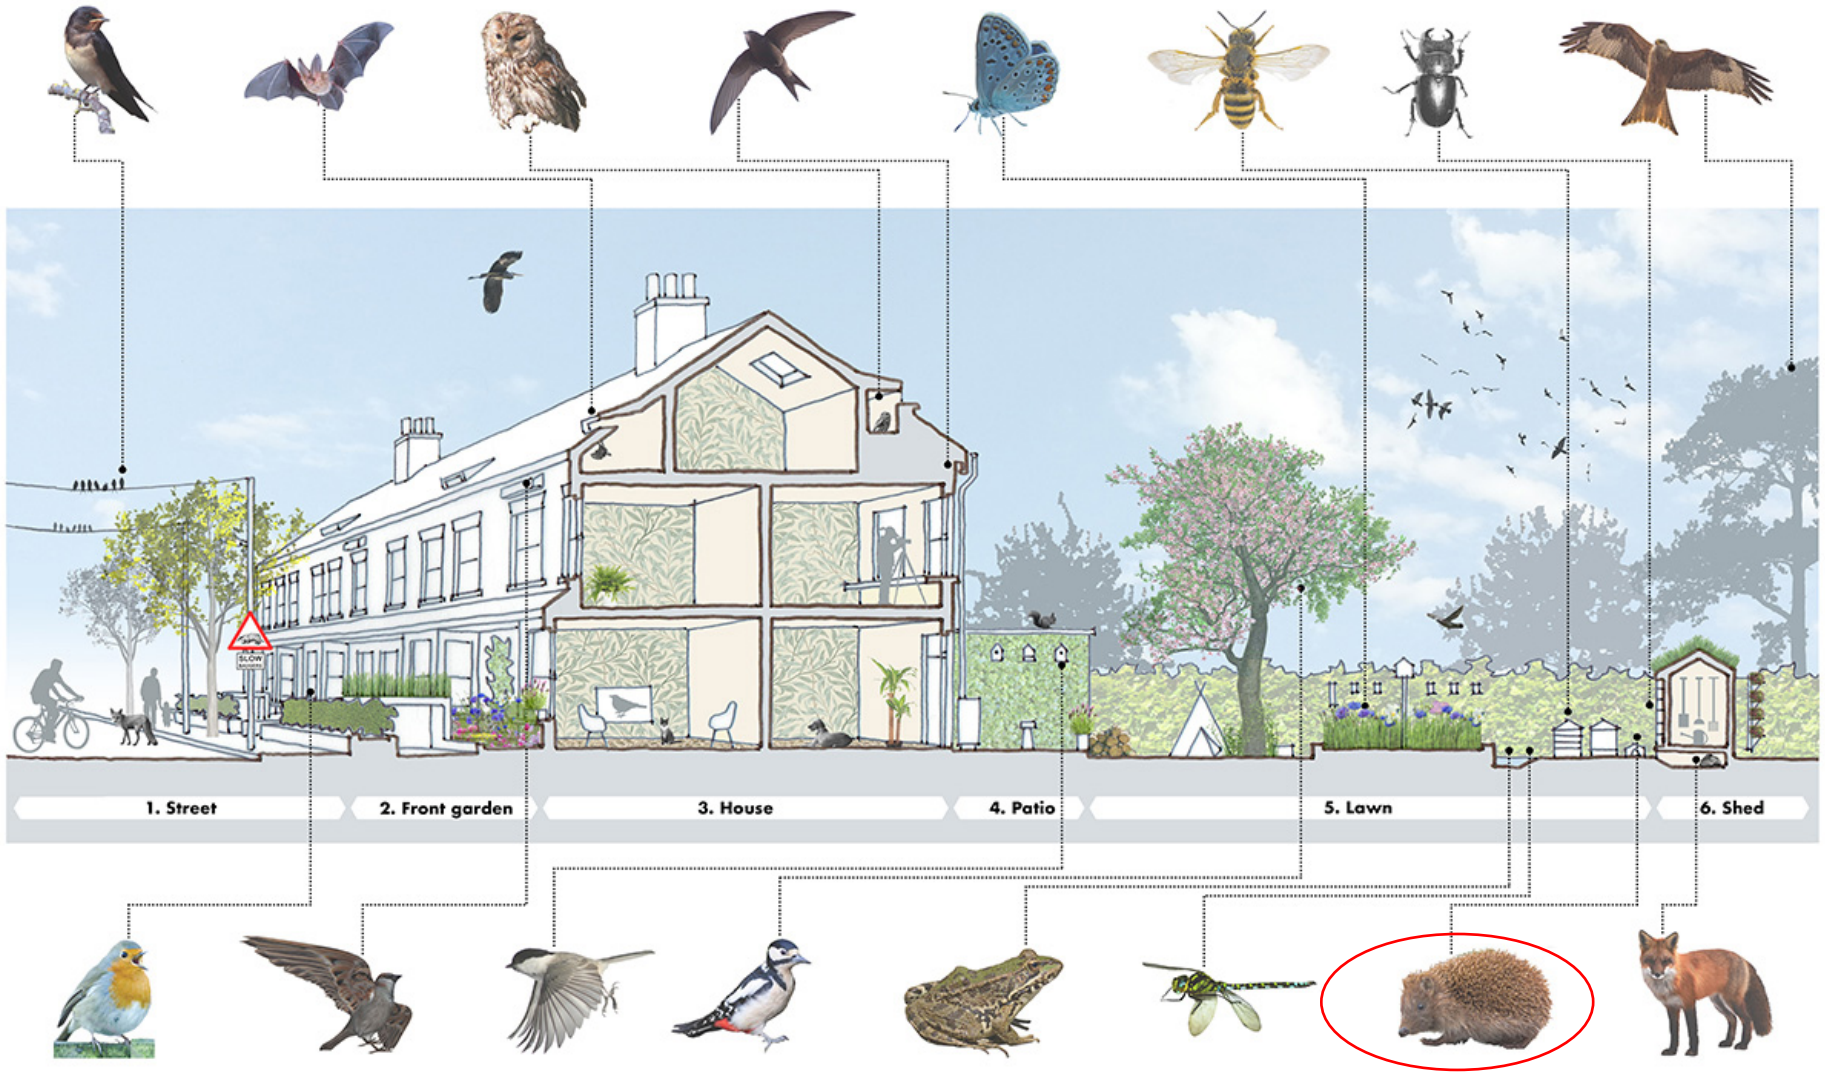 SLOW
1. Street
2. Front garden
3. House
4. Patio
5. Lawn
6. Shed